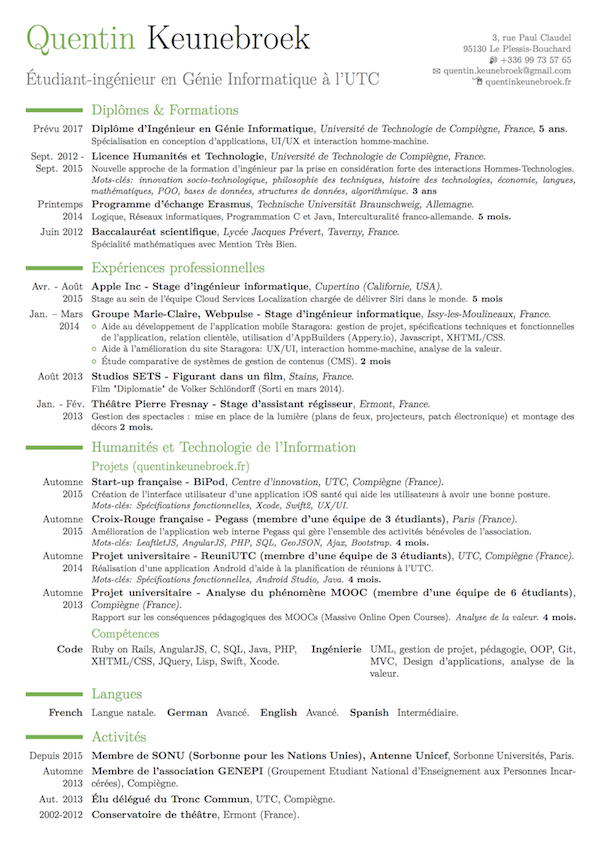 Quentin Keunebroek
3, rue Paul Claudel
95130 Le Plessis-Bouchard
+336 99 73 57 65
quentin.keunebroek@gmail.com
quentinkeunebroek.fr
Étudiant-ingénieur en Génie Informatique à l'UTC
Diplômes & Formations
Prévu 2017 Diplôme d'Ingénieur en Génie Informatique, Université de Technologie de Compiègne, France, 5 ans.
Spécialisation en conception d'applications, UI/UX et interaction homme-machine.
Sept. 2012 - Licence Humanités et Technologie, Université de Technologie de Compiègne, France.
Sept. 2015 Nouvelle approche de la formation d'ingénieur par la prise en considération forte des interactions Hommes-Technologies.
Mots-clés: innovation socio-technologique, philosophie des techniques, histoire des technologies, économie, langues,
mathématiques, POO, bases de données, structures de données, algorithmique. 3 ans
Printemps Programme d'échange Erasmus, Technische Universität Braunschweig, Allemagne.
2014 Logique, Réseaux informatiques, Programmation C et Java, Interculturalité franco-allemande. 5 mois.
Juin 2012 Baccalauréat scientifique, Lycée Jacques Prévert, Taverny, France.
Spécialité mathématiques avec Mention Très Bien.
Expériences professionnelles
Avr. - Août Apple Inc - Stage d'ingénieur informatique, Cupertino (Californie, USA).
2015 Stage au sein de l'équipe Cloud Services Localization chargée de délivrer Siri dans le monde. 5 mois
Jan. – Mars Groupe Marie-Claire, Webpulse - Stage d'ingénieur informatique, Issy-les-Moulineaux, France.
2014 Aide au développement de l'application mobile Staragora: gestion de projet, spécifications techniques et fonctionnelles
de l'application, relation clientèle, utilisation d'AppBuilders (Appery.io), Javascript, XHTML/CSS.
Aide à l'amélioration du site Staragora: UX/UI, interaction homme-machine, analyse de la valeur.
Étude comparative de systèmes de gestion de contenus (CMS). 2 mois
Août 2013 Studios SETS - Figurant dans un film, Stains, France.
Film "Diplomatie" de Volker Schlöndorff (Sorti en mars 2014).
Jan. - Fév. Théâtre Pierre Fresnay - Stage d'assistant régisseur, Ermont, France.
2013 Gestion des spectacles : mise en place de la lumière (plans de feux, projecteurs, patch électronique) et montage des
décors 2 mois.
Humanités et Technologie de l'Information
Projets (quentinkeunebroek.fr)
Automne Start-up française - BiPod, Centre d'innovation, UTC, Compiègne (France).
2015 Création de l'interface utilisateur d'une application iOS santé qui aide les utilisateurs à avoir une bonne posture.
Mots-clés: Spécifications fonctionnelles, Xcode, Swift2, UX/UI.
Automne Croix-Rouge française - Pegass (membre d'une équipe de 3 étudiants), Paris (France).
2015 Amélioration de l'application web interne Pegass qui gère l'ensemble des activités bénévoles de l'association.
Mots-clés: LeafletJS, AngularJS, PHP, SQL, GeoJSON, Ajax, Bootstrap. 4 mois.
Automne Projet universitaire - ReuniUTC (membre d'une équipe de 3 étudiants), UTC, Compiègne (France).
2014 Réalisation d'une application Android d'aide à la planification de réunions à l'UTC.
Mots-clés: Spécifications fonctionnelles, Android Studio, Java. 4 mois.
Automne Projet universitaire - Analyse du phénomène MOOC (membre d'une équipe de 6 étudiants),
2013 Compiègne (France).
Rapport sur les conséquences pédagogiques des MOOCs (Massive Online Open Courses). Analyse de la valeur. 4 mois.
Compétences
Code Ruby on Rails, AngularJS, C, SQL, Java, PHP,
XHTML/CSS, JQuery, Lisp, Swift, Xcode.
Ingénierie UML, gestion de projet, pédagogie, OOP, Git,
MVC, Design d'applications, analyse de la
valeur.
Langues
French Langue natale. German Avancé. English Avancé. Spanish Intermédiaire.
Activités
Depuis 2015 Membre de SONU (Sorbonne pour les Nations Unies), Antenne Unicef, Sorbonne Universités, Paris.
Automne Membre de l'association GENEPI (Groupement Etudiant National d'Enseignement aux Personnes Incar-
2013 cérées), Compiègne.
Aut. 2013 Élu délégué du Tronc Commun, UTC, Compiègne.
2002-2012 Conservatoire de théâtre, Ermont (France).